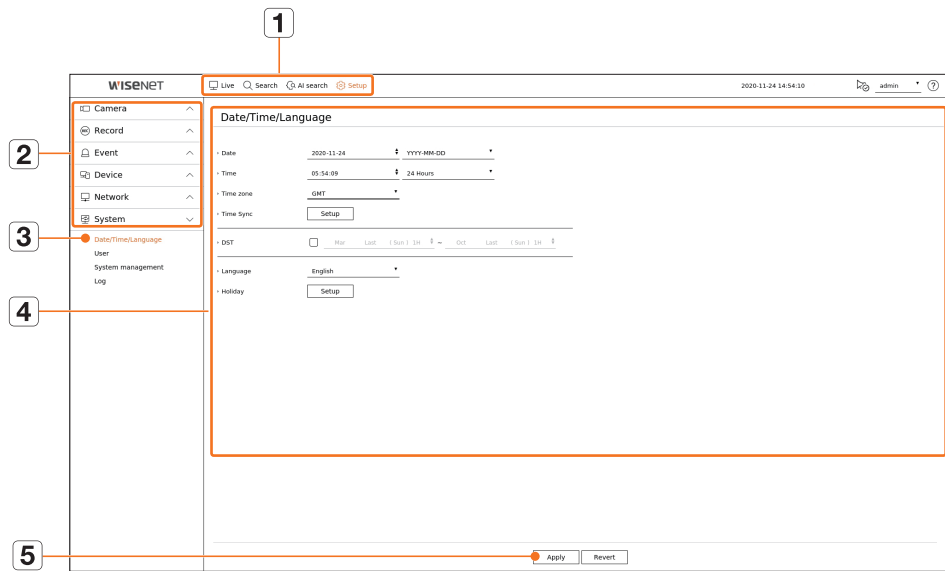 1
WISENET Live Search AI search Setup 2020-11-24 14:54:10 admin ?
Camera
Date/Time/Language
Record
2
Event
Date 2020-11-24 YYYY-MM-DD
Device
Time 05:54:09 24 Hours
Network
Time zone GMT
System
Time Sync Setup
3
Date/Time/Language
DST Mar Last ( Sun ) 1H ~ Oct Last ( Sun ) 1H
User
System management
Language English
Log
Holiday Setup
4
5
Apply Revert